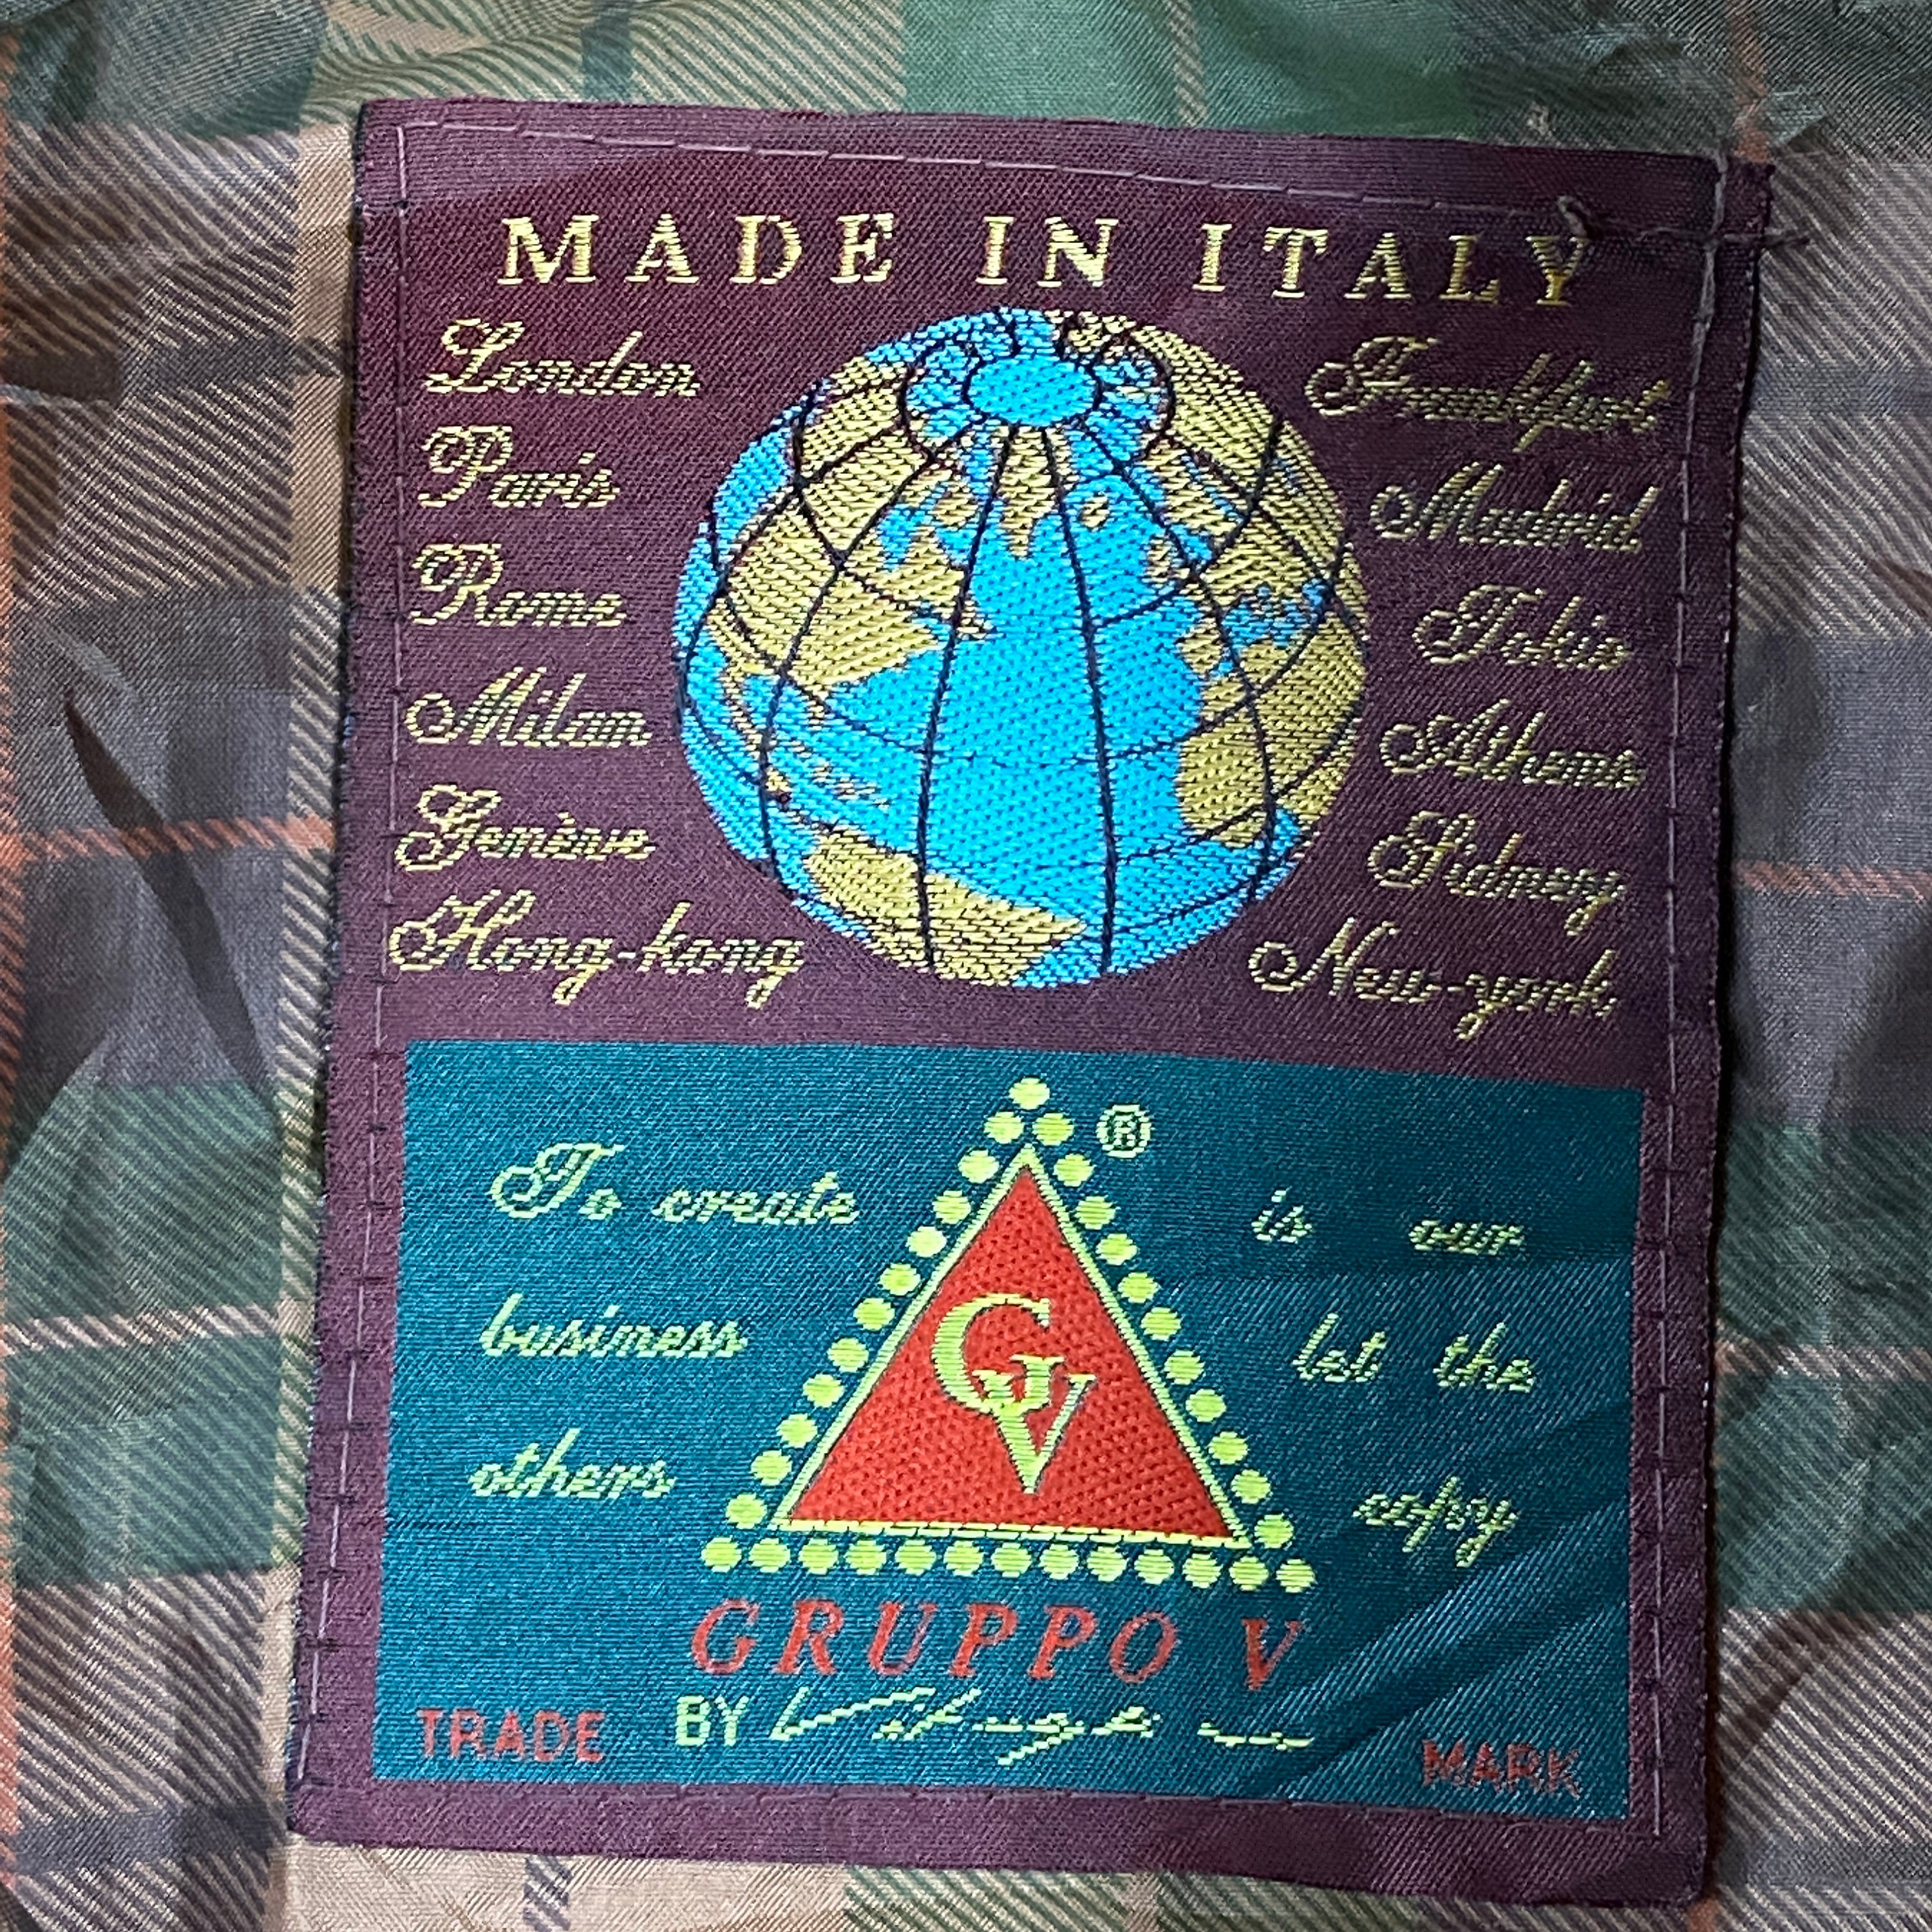 MADE IN ITALY
London
Paris
Rome
Milan
Genève
Hong-kong
Frankfurt
Madrid
Tokio
Athens
Sidney
New-york
®
To create is our
business let the
others copy
GV
GRUPPO V
BY
TRADE MARK